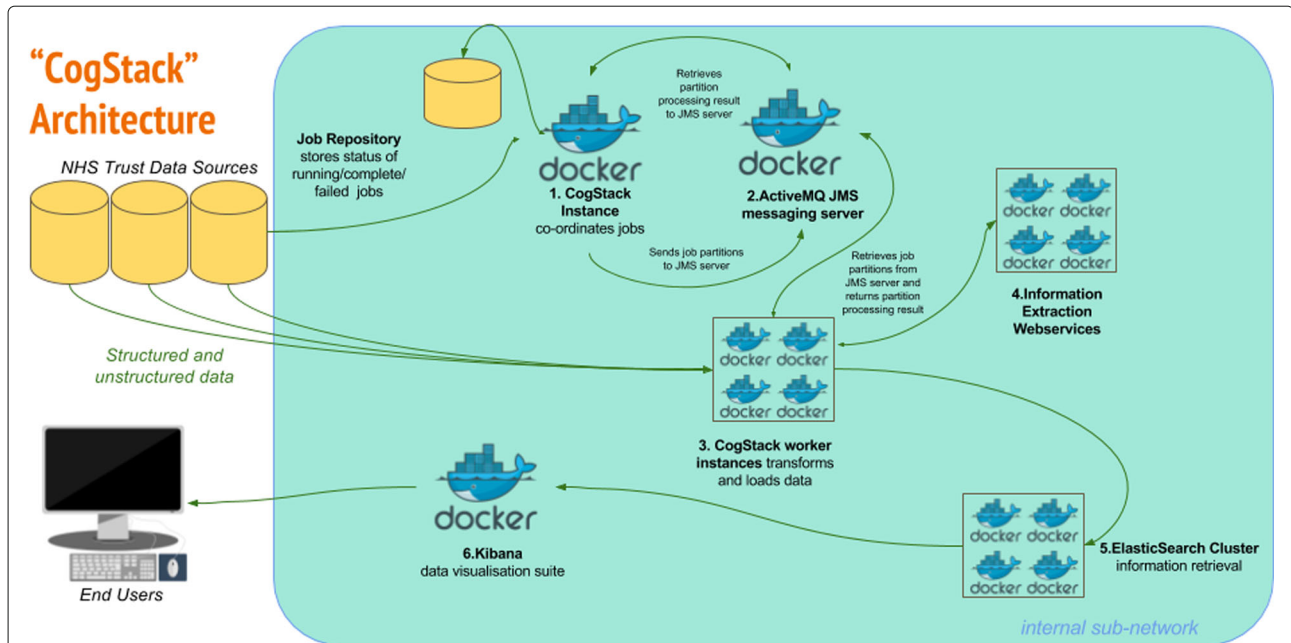 “CogStack”
Architecture
NHS Trust Data Sources
Job Repository
stores status of
running/complete/
failed jobs
docker
1. CogStack
Instance
co-ordinates jobs
Retrieves
partition
processing result
to JMS server
docker
2.ActiveMQ JMS
messaging server
Sends job partitions
to JMS server
Retrieves job
partitions from
JMS server and
returns partition
processing result
docker docker
docker docker
4.Information
Extraction
Webservices
Structured and
unstructured data
docker docker
docker docker
3. CogStack worker
instances transforms
and loads data
docker
6.Kibana
data visualisation suite
docker docker
docker docker
5.ElasticSearch Cluster
information retrieval
End Users
internal sub-network